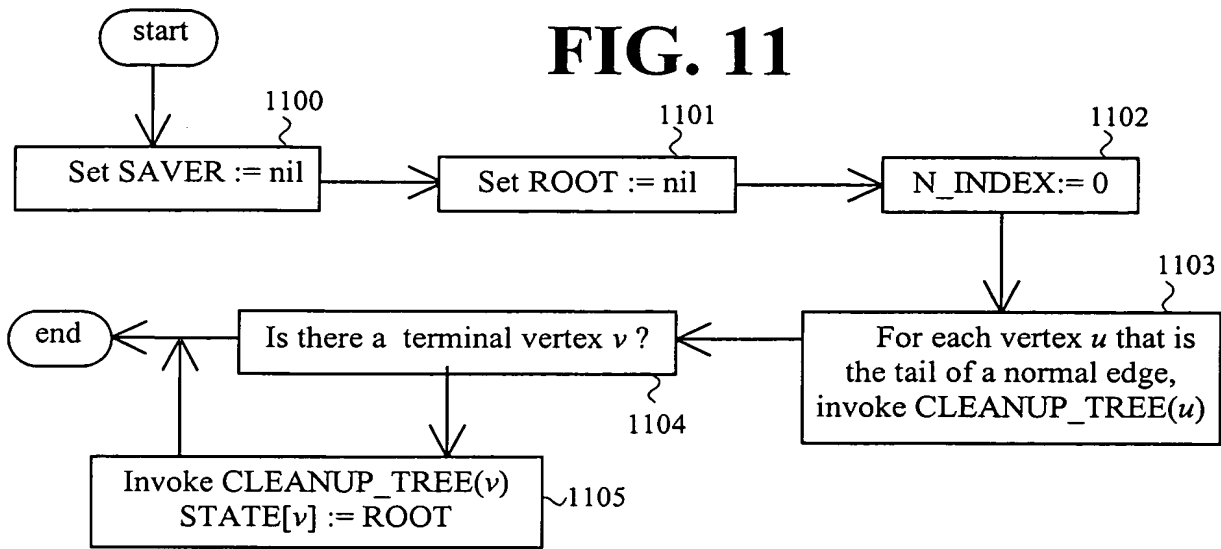 start
FIG. 11
1100
Set SAVER := nil
1101
Set ROOT := nil
1102
N_INDEX:= 0
1103
For each vertex u that is
the tail of a normal edge,
invoke CLEANUP_TREE(u)
Is there a terminal vertex v ?
1104
end
Invoke CLEANUP_TREE(v)
STATE[v] := ROOT
1105